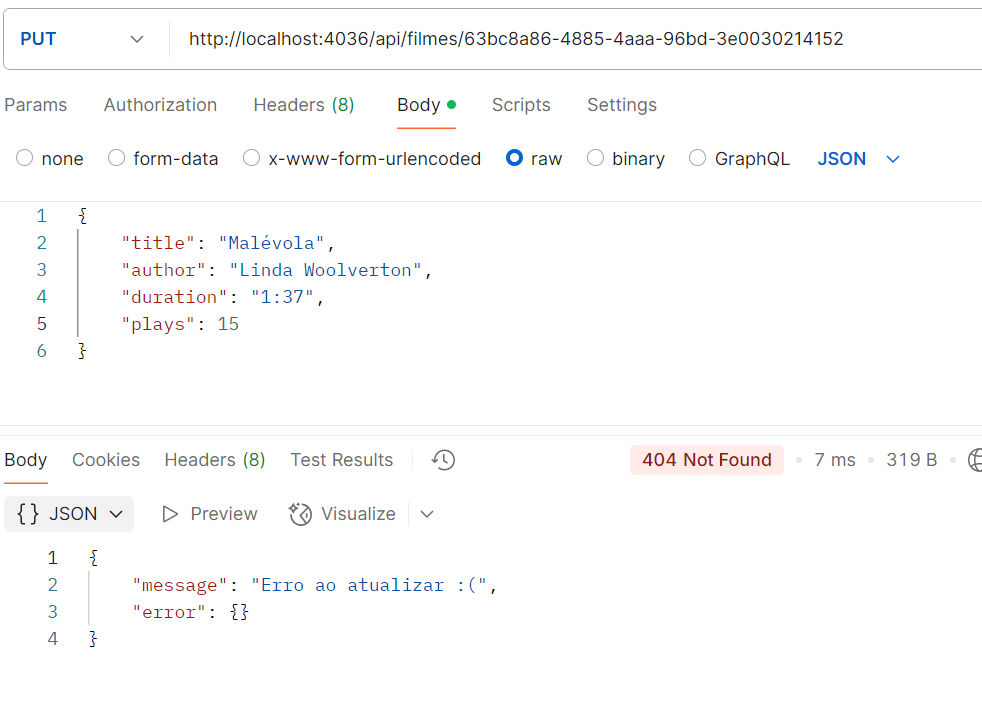 PUT http://localhost:4036/api/filmes/63bc8a86-4885-4aaa-96bd-3e0030214152
Params Authorization Headers (8) Body Scripts Settings
none form-data x-www-form-urlencoded raw binary GraphQL JSON
1 {
2 "title": "Malévola",
3 "author": "Linda Woolverton",
4 "duration": "1:37",
5 "plays": 15
6 }
Body Cookies Headers (8) Test Results 404 Not Found 7 ms 319 B
{} JSON Preview Visualize
1 {
2 "message": "Erro ao atualizar :(",
3 "error": {}
4 }